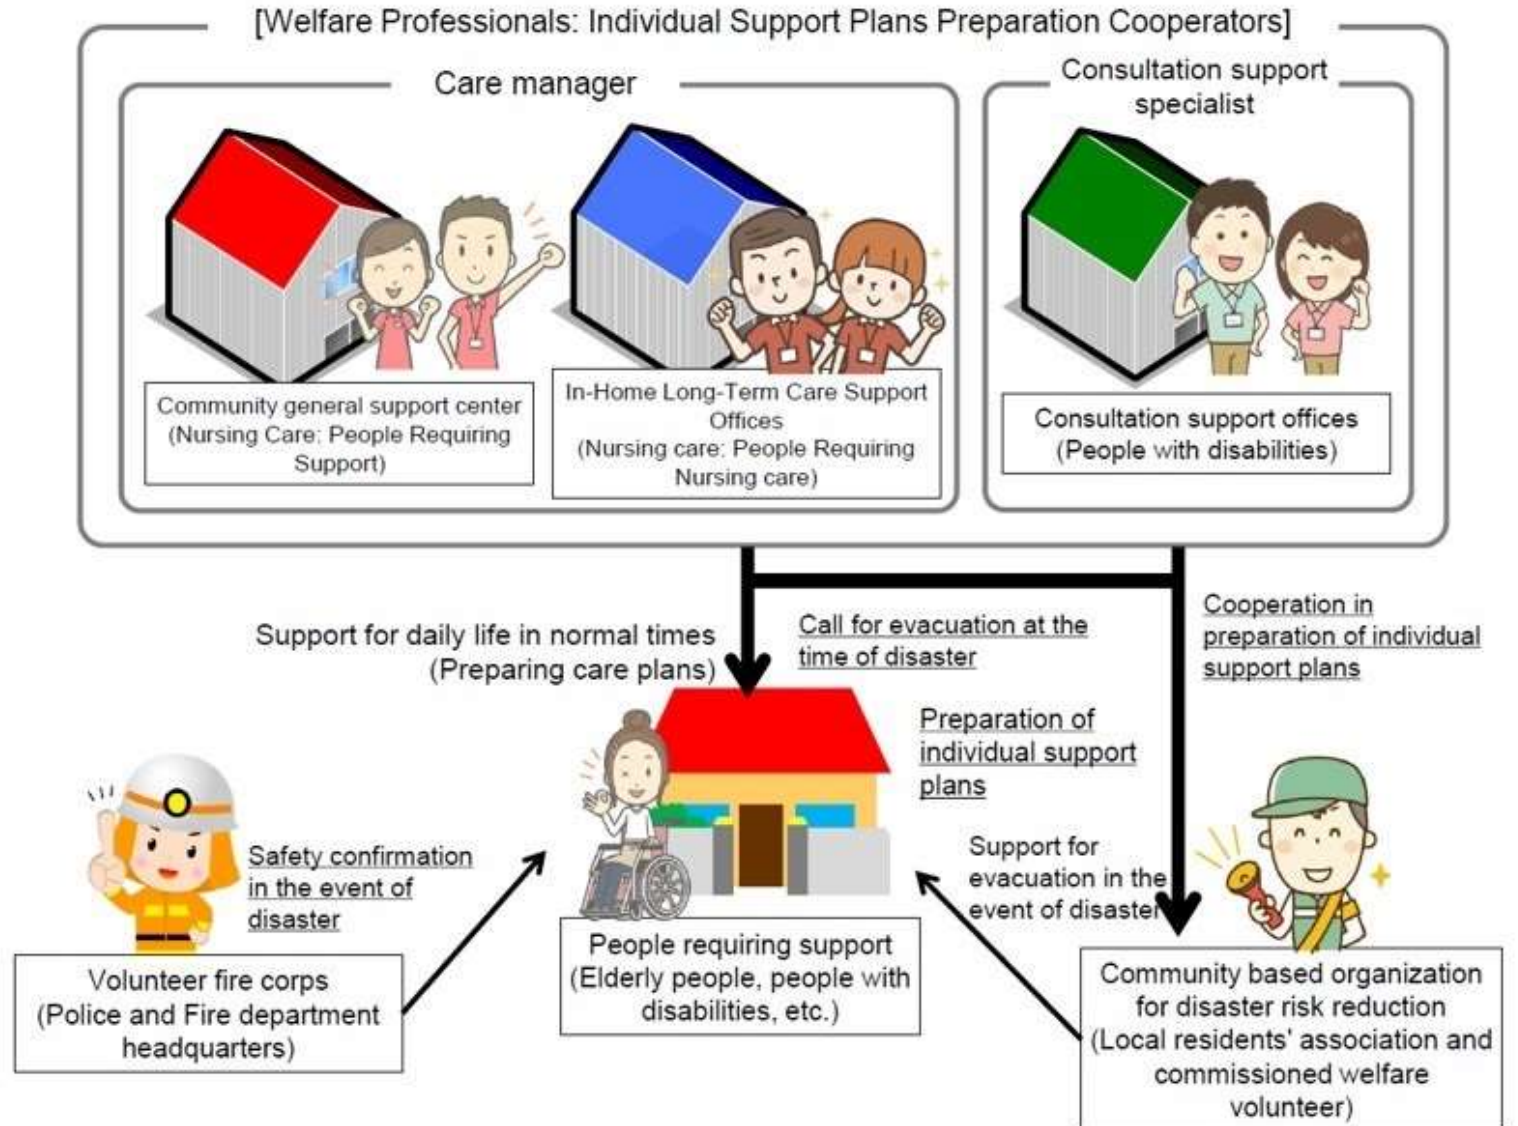 [Welfare Professionals: Individual Support Plans Preparation Cooperators]
Care manager
Consultation support
specialist
Community general support center
(Nursing Care: People Requiring
Support)
In-Home Long-Term Care Support
Offices
(Nursing care: People Requiring
Nursing care)
Consultation support offices
(People with disabilities)
Support for daily life in normal times
(Preparing care plans)
Call for evacuation at the
time of disaster
Cooperation in
preparation of individual
support plans
Preparation of
individual support
plans
Safety confirmation
in the event of
disaster
Support for
evacuation in the
event of disaster
Volunteer fire corps
(Police and Fire department
headquarters)
People requiring support
(Elderly people, people with
disabilities, etc.)
Community based organization
for disaster risk reduction
(Local residents' association and
commissioned welfare
volunteer)